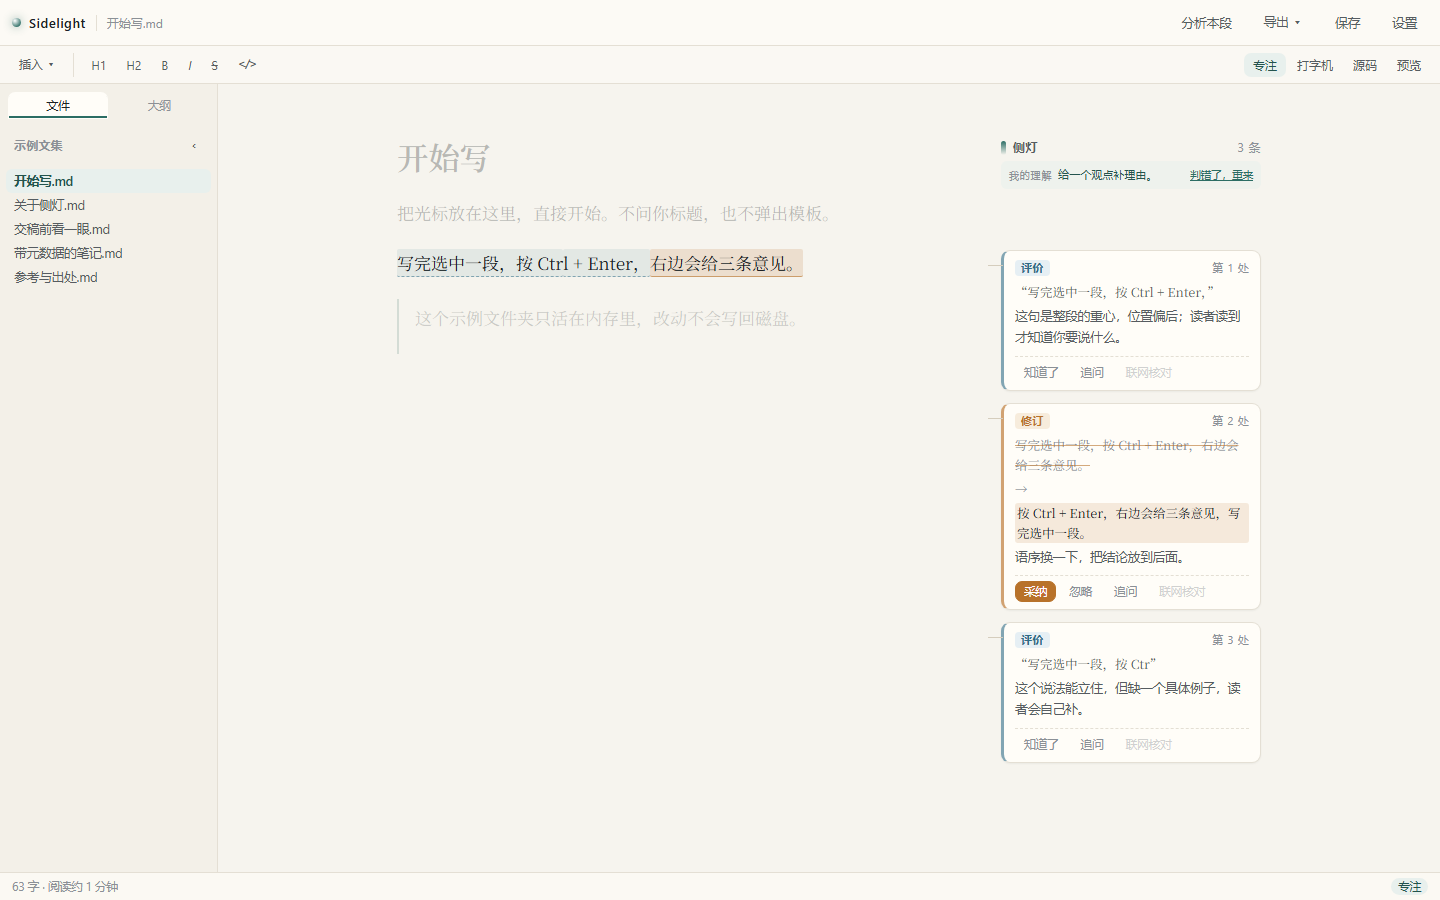 Sidelight
开始写.md
分析本段
导出
保存
设置
插入
H1
H2
B
I
S
</>
专注
打字机
源码
预览
文件
大纲
示例文集
开始写.md
关于侧灯.md
交稿前看一眼.md
带元数据的笔记.md
参考与出处.md
开始写
把光标放在这里，直接开始。不问你标题，也不弹出模板。
写完选中一段，按 Ctrl + Enter，右边会给三条意见。
这个示例文件夹只活在内存里，改动不会写回磁盘。
侧灯
3 条
我的理解 给一个观点补理由。
判错了，重来
评价
第 1 处
“写完选中一段，按 Ctrl + Enter，”
这句是整段的重心，位置偏后；读者读到
才知道你要说什么。
知道了
追问
联网核对
修订
第 2 处
写完选中一段，按 Ctrl + Enter，右边会
给三条意见。
→
按 Ctrl + Enter，右边会给三条意见，写
完选中一段。
语序换一下，把结论放到后面。
采纳
忽略
追问
联网核对
评价
第 3 处
“写完选中一段，按 Ctr”
这个说法能立住，但缺一个具体例子，读
者会自己补。
知道了
追问
联网核对
63 字 · 阅读约 1 分钟
专注